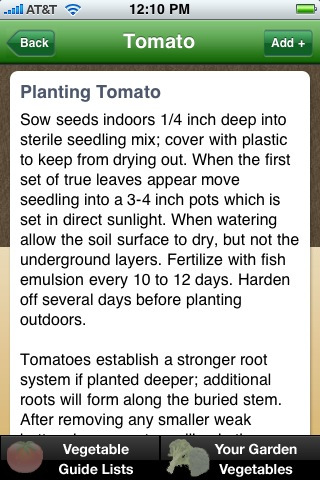 AT&T 12:10 PM
Back Tomato Add +
Planting Tomato
Sow seeds indoors 1/4 inch deep into
sterile seedling mix; cover with plastic
to keep from drying out. When the first
set of true leaves appear move
seedling into a 3-4 inch pots which is
set in direct sunlight. When watering
allow the soil surface to dry, but not the
underground layers. Fertilize with fish
emulsion every 10 to 12 days. Harden
off several days before planting
outdoors.
Tomatoes establish a stronger root
system if planted deeper; additional
roots will form along the buried stem.
After removing any smaller weak
Vegetable
Guide Lists
Your Garden
Vegetables